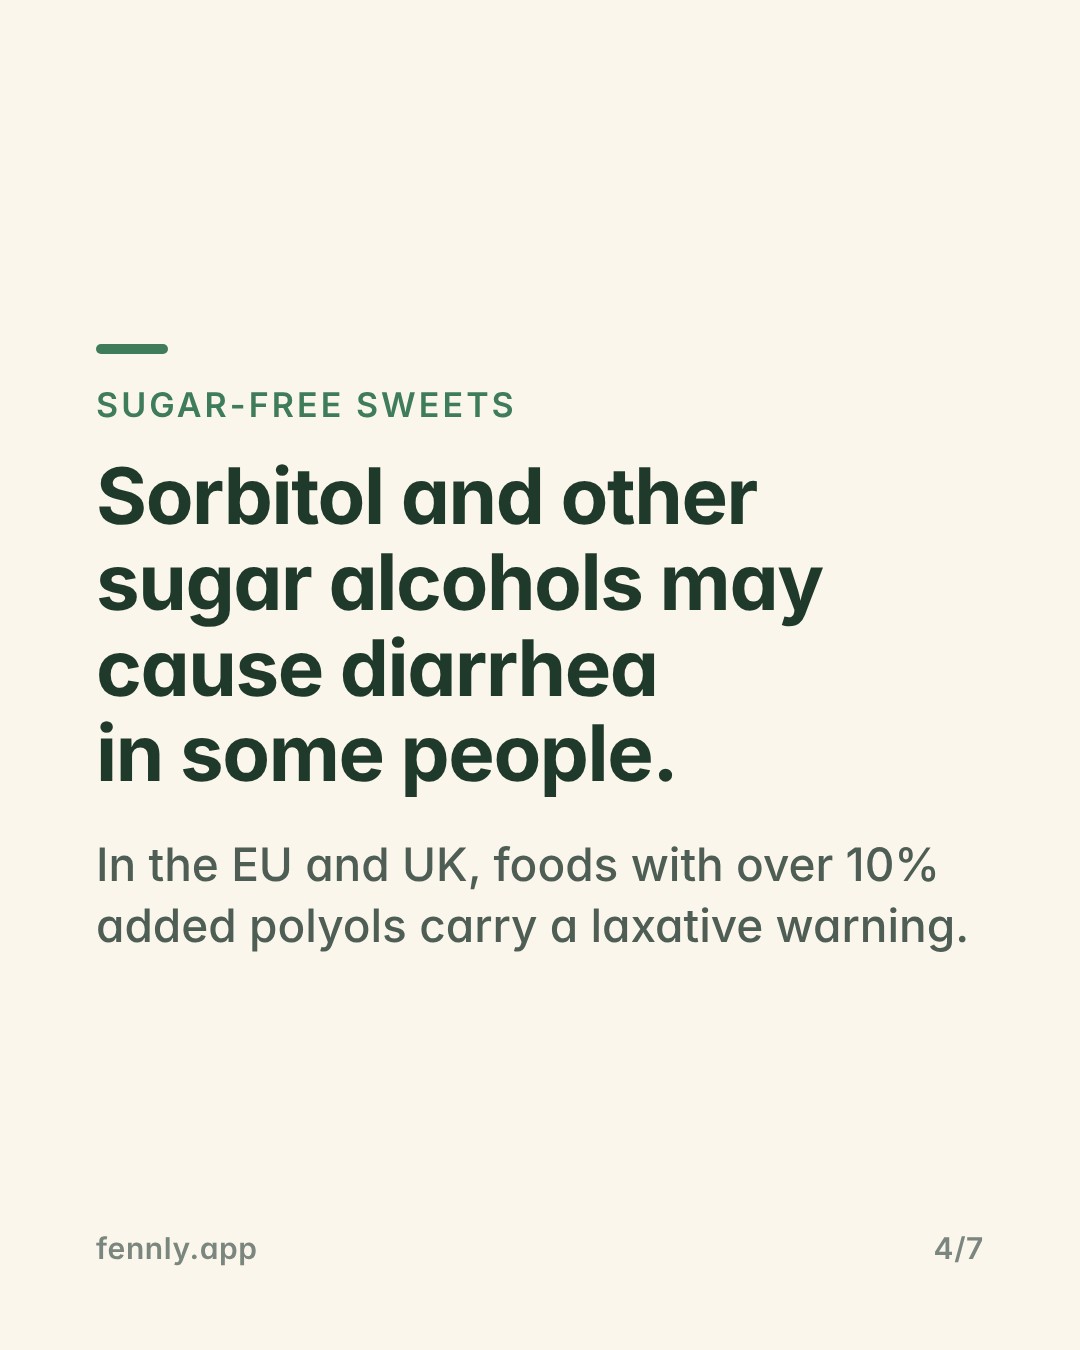 SUGAR-FREE SWEETS
Sorbitol and other
sugar alcohols may
cause diarrhea
in some people.
In the EU and UK, foods with over 10%
added polyols carry a laxative warning.
fennly.app
4/7